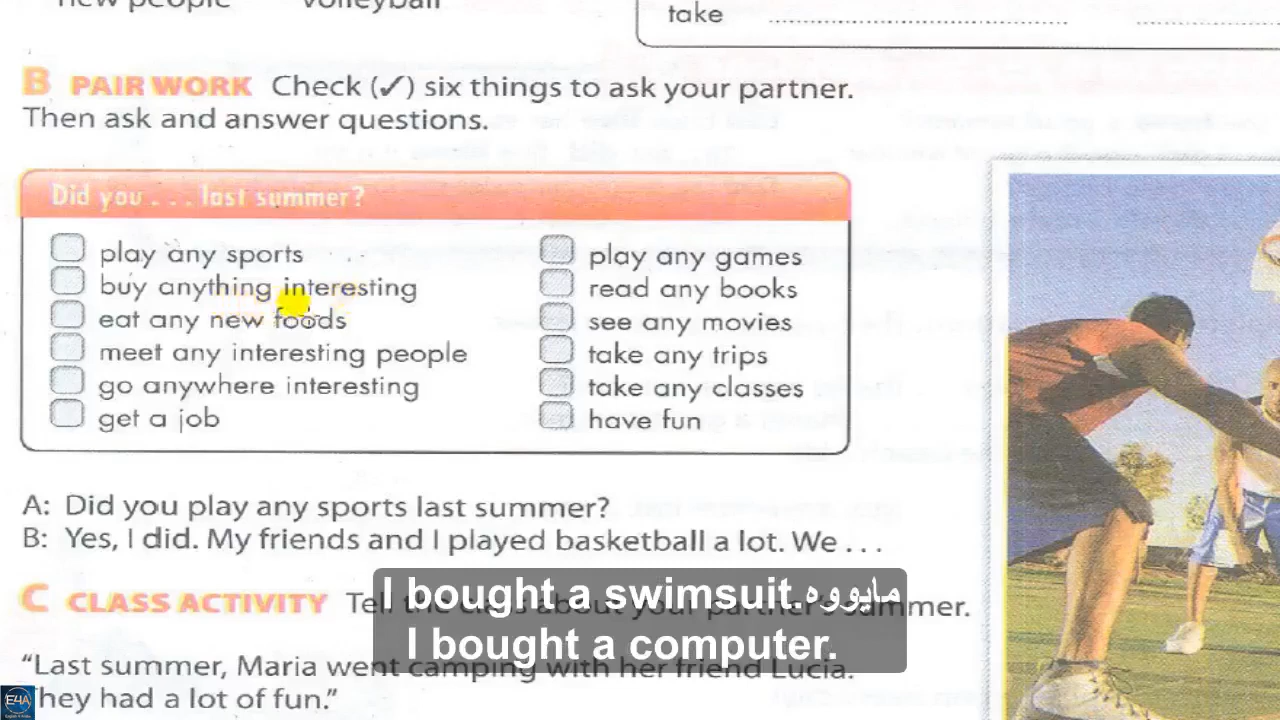 new people volleyball
take
B PAIR WORK Check (✓) six things to ask your partner.
Then ask and answer questions.
Did you . . . last summer?
play any sports
buy anything interesting
eat any new foods
meet any interesting people
go anywhere interesting
get a job
play any games
read any books
see any movies
take any trips
take any classes
have fun
A: Did you play any sports last summer?
B: Yes, I did. My friends and I played basketball a lot. We . . .
C CLASS ACTIVITY Tell the class about your partner's summer.
"Last summer, Maria went camping with her friend Lucia.
They had a lot of fun."
I bought a swimsuit مايووه
I bought a computer.
E4A